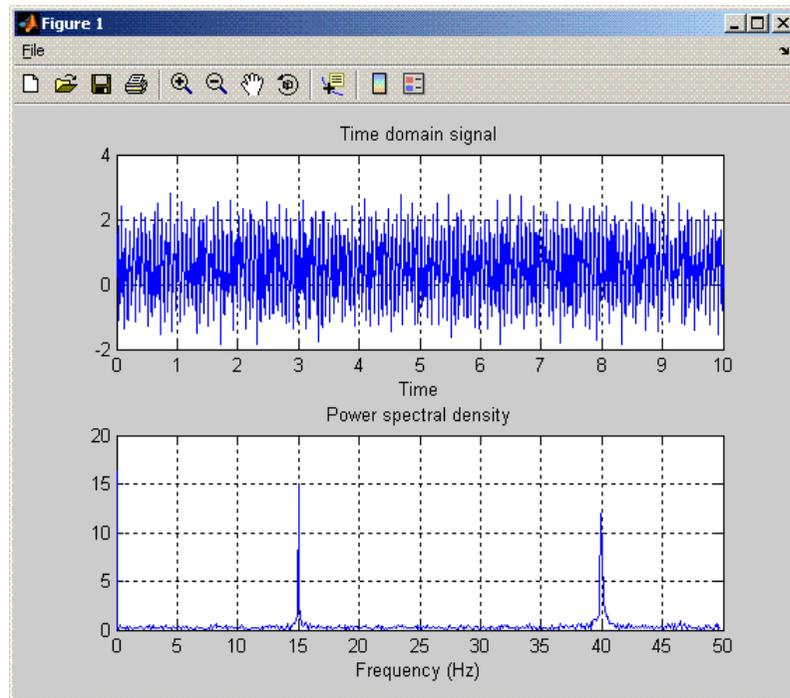 Figure 1
File
Time domain signal
4
2
0
-2
0 1 2 3 4 5 6 7 8 9 10
Time
Power spectral density
20
15
10
5
0
0 5 10 15 20 25 30 35 40 45 50
Frequency (Hz)